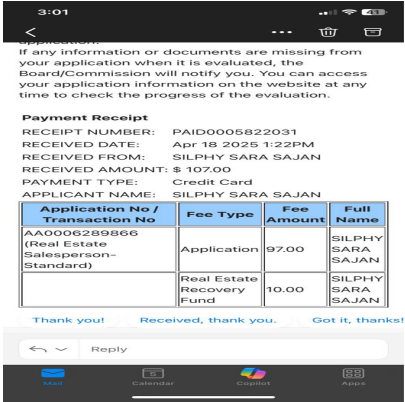 3:01
41
application.
If any information or documents are missing from
your application when it is evaluated, the
Board/Commission will notify you. You can access
your application information on the website at any
time to check the progress of the evaluation.
Payment Receipt
RECEIPT NUMBER: PAID0005822031
RECEIVED DATE: Apr 18 2025 1:22PM
RECEIVED FROM: SILPHY SARA SAJAN
RECEIVED AMOUNT: $ 107.00
PAYMENT TYPE: Credit Card
APPLICANT NAME: SILPHY SARA SAJAN
Application No / Transaction No Fee Type Fee Amount Full Name
AA0006289866 (Real Estate Salesperson-Standard) Application 97.00 SILPHY SARA SAJAN
Real Estate Recovery Fund 10.00 SILPHY SARA SAJAN
Thank you! Received, thank you. Got it, thanks!
Reply
Mail Calendar Copilot Apps